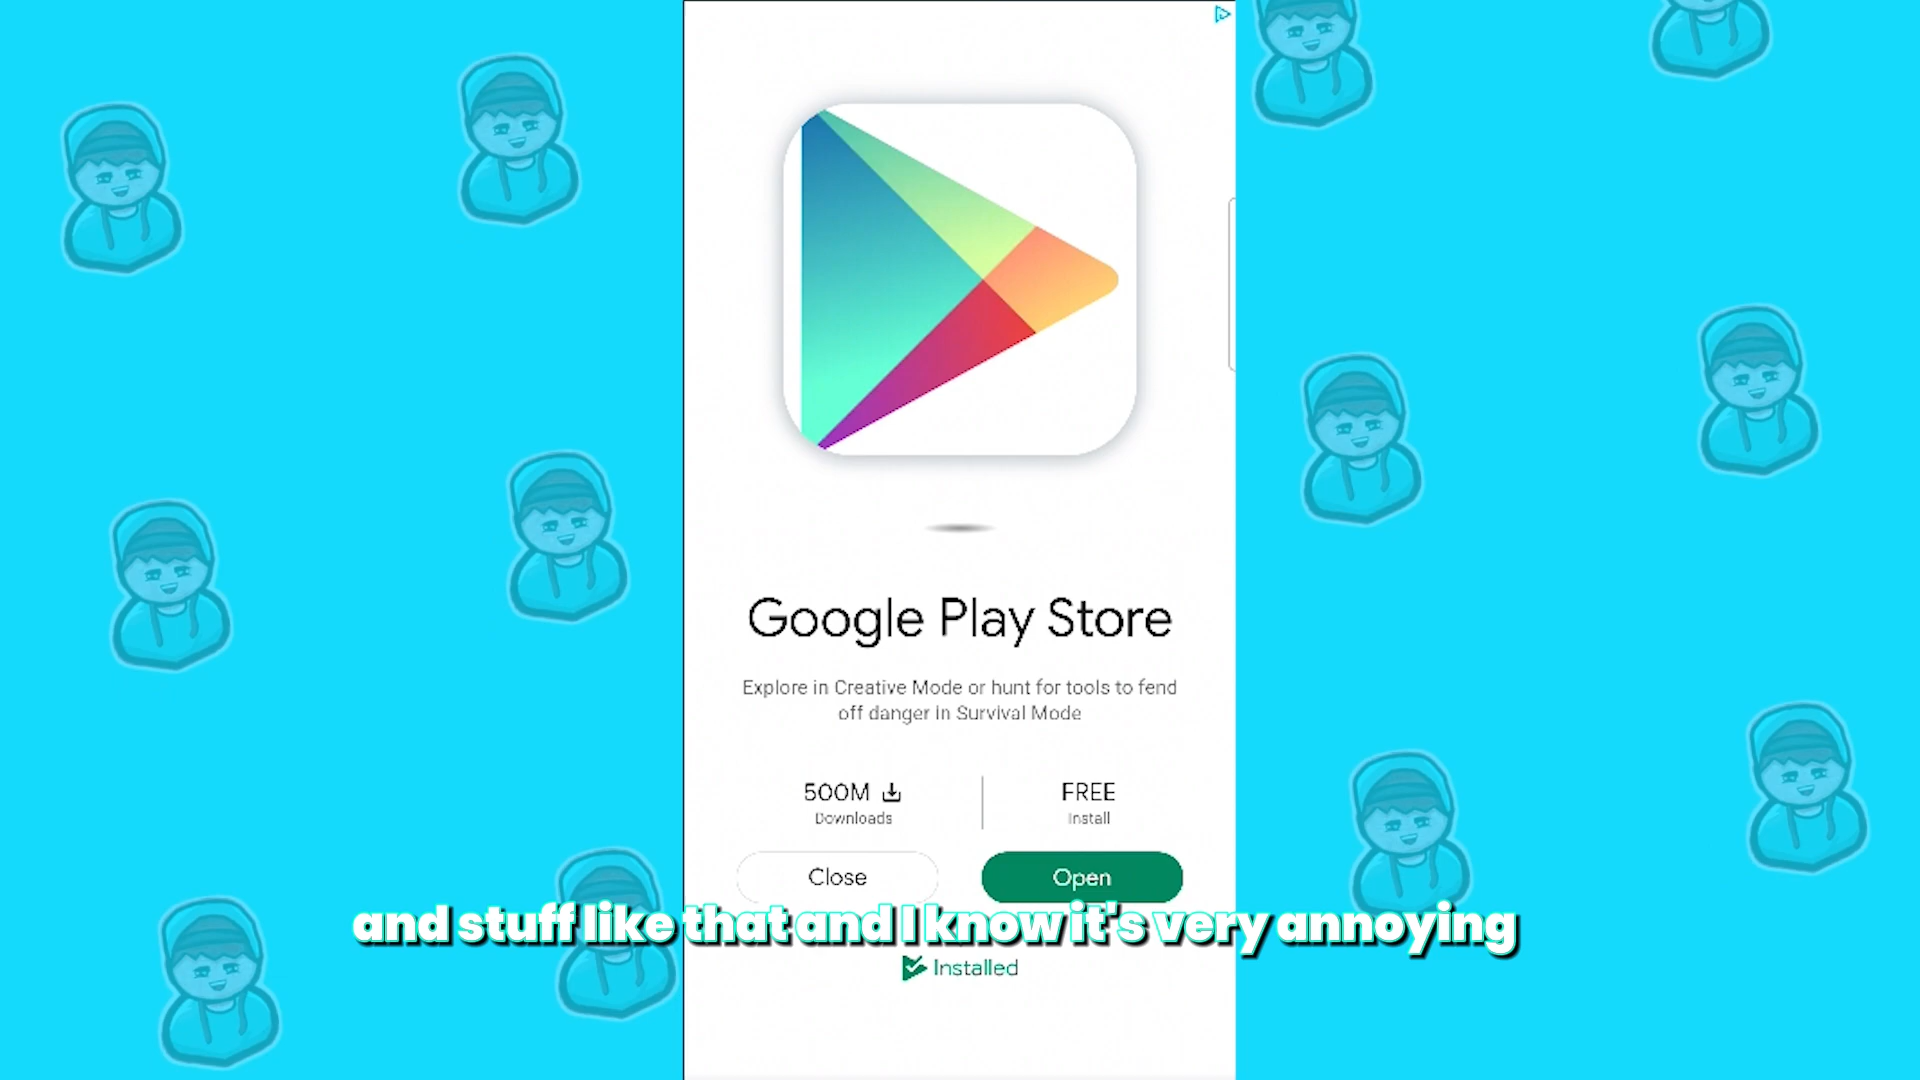 Google Play Store
Explore in Creative Mode or hunt for tools to fend
off danger in Survival Mode
500M
Downloads
FREE
Install
Close
Open
and stuff like that and I know it's very annoying
Installed